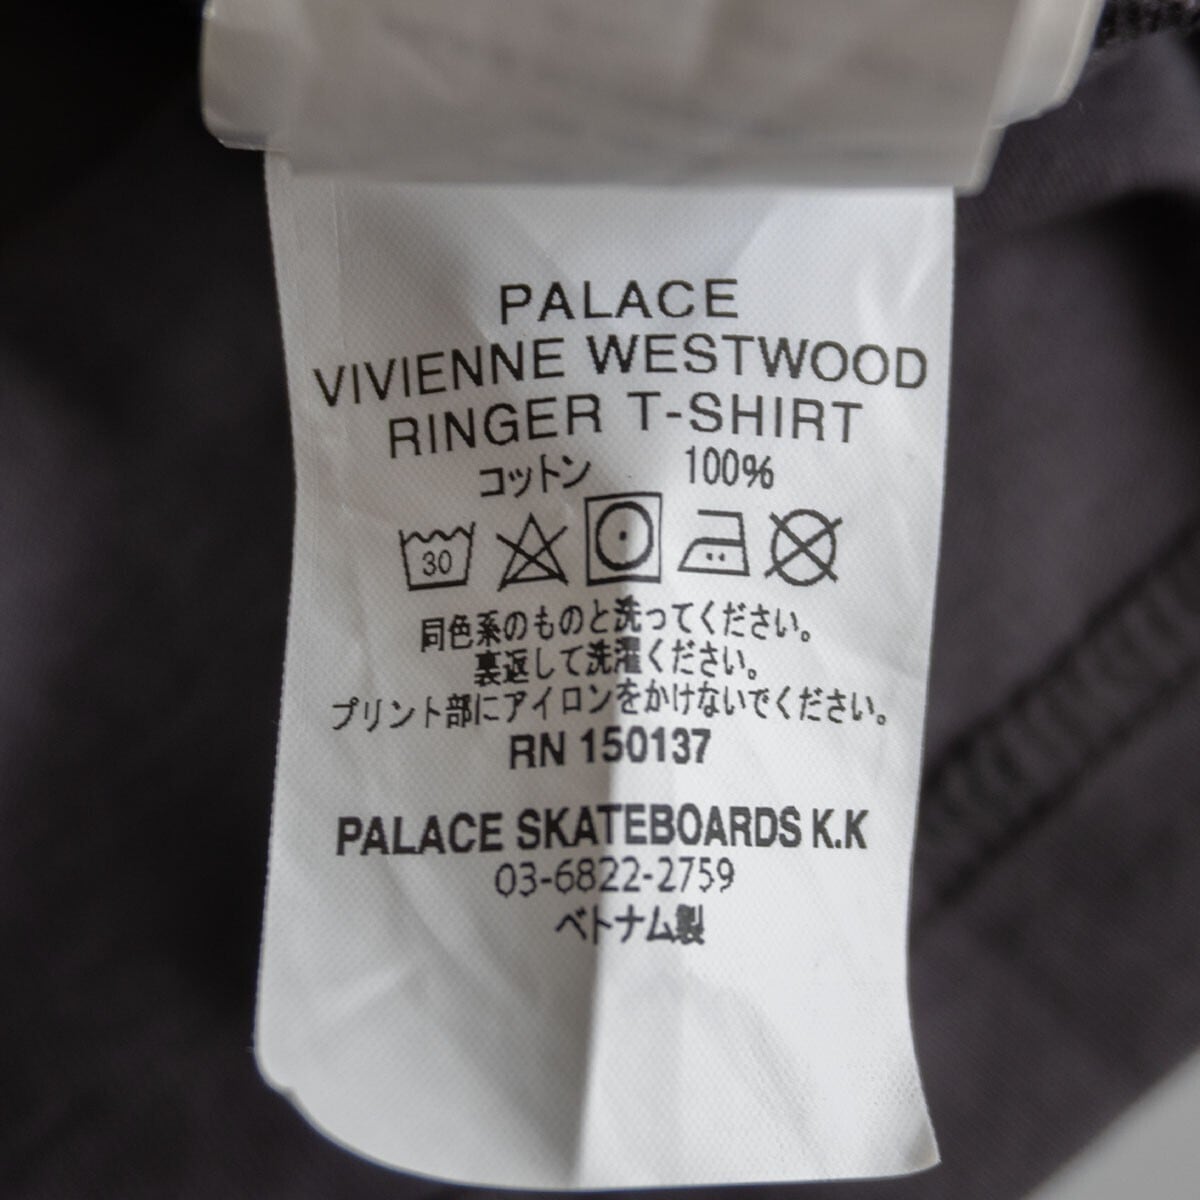 PALACE
VIVIENNE WESTWOOD
RINGER T-SHIRT
コットン 100%
30
同色系のものと洗ってください。
裏返して洗濯ください。
プリント部にアイロンをかけないでください。
RN 150137
PALACE SKATEBOARDS K.K
03-6822-2759
ベトナム製